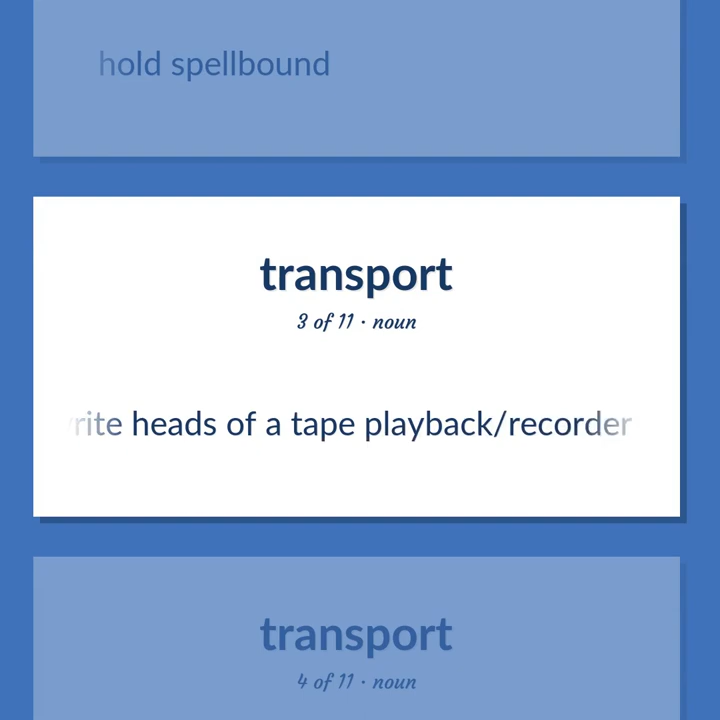 hold spellbound
transport
3 of 11 · noun
heads of a tape playback/recorder
transport
4 of 11 · noun